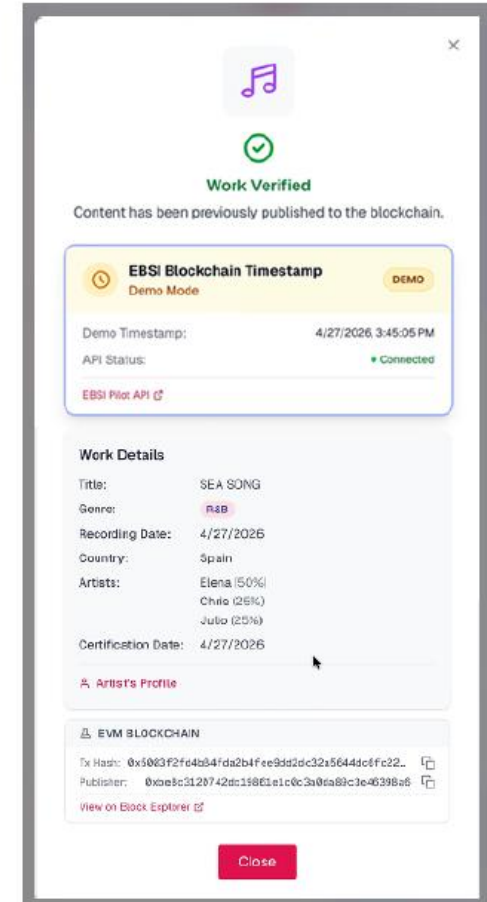 Work Verified
Content has been previously published to the blockchain.
EBSI Blockchain Timestamp
Demo Mode
DEMO
Demo Timestamp: 4/27/2026, 3:45:05 PM
API Status: • Connected
EBSI Pilot API
Work Details
Title: SEA SONG
Genre: R&B
Recording Date: 4/27/2026
Country: Spain
Artists: Elena (50%)
Chris (25%)
Julio (25%)
Certification Date: 4/27/2026
Artist's Profile
EVM BLOCKCHAIN
Tx Hash:
Publisher:
View on Block Explorer
Close